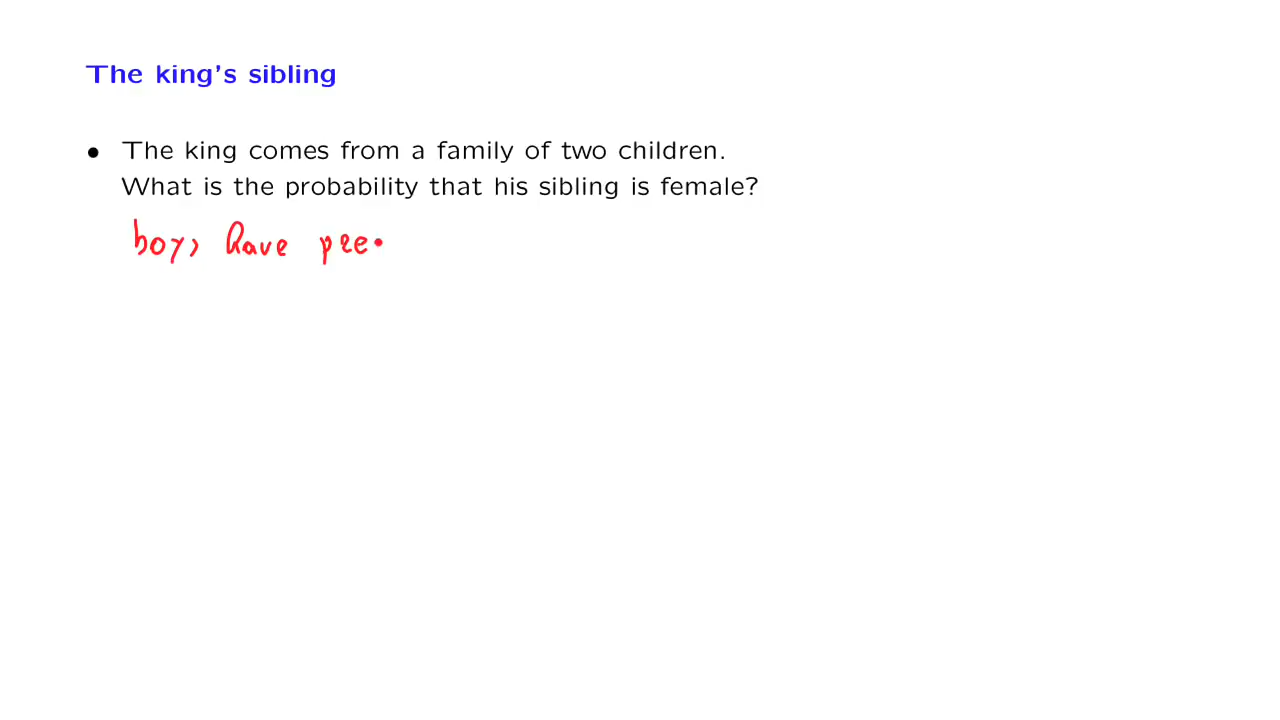 The king's sibling
• The king comes from a family of two children.
What is the probability that his sibling is female?
boys have pre.